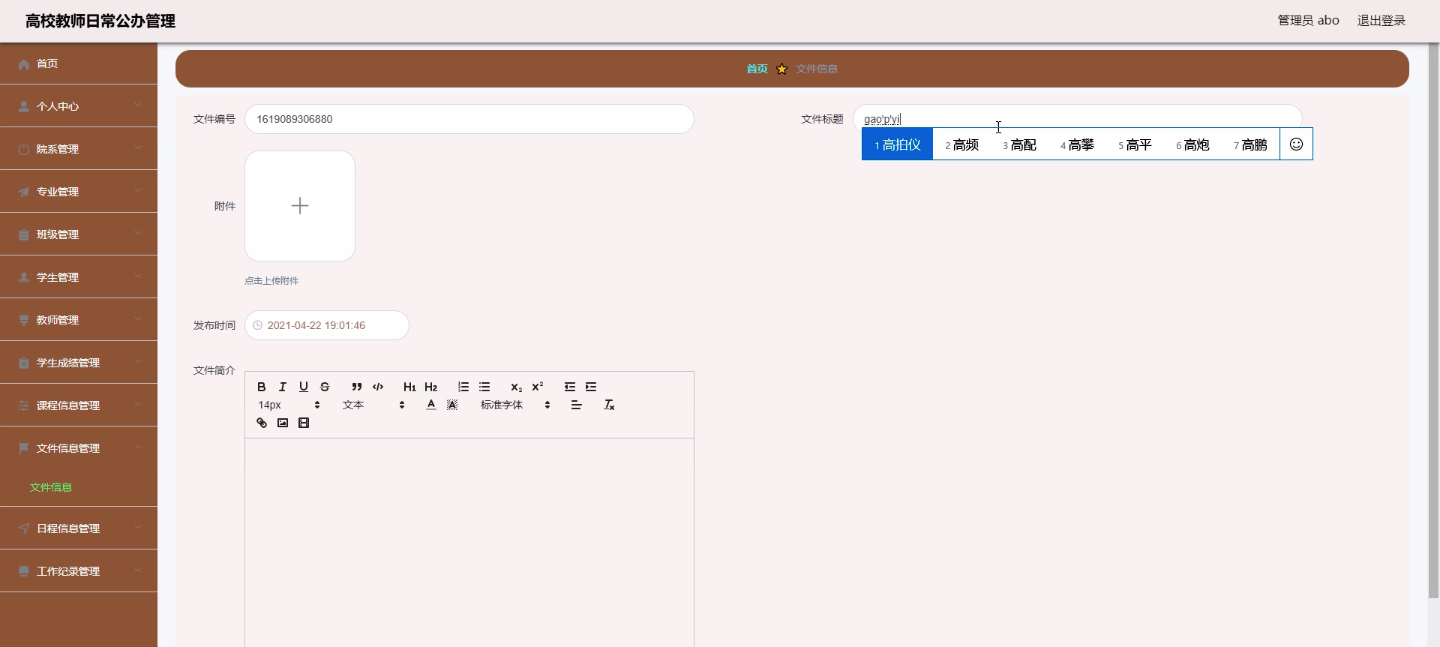 高校教师日常公办管理
管理员 abo 退出登录
首页
个人中心
院系管理
专业管理
班级管理
学生管理
教师管理
学生成绩管理
课程信息管理
文件信息管理
文件信息
日程信息管理
工作纪录管理
首页 文件信息
文件编号 1619089306880
文件标题 gao'p'yi
1 高拍仪 2 高频 3 高配 4 高攀 5 高平 6 高炮 7 高鹏
附件
点击上传附件
发布时间 2021-04-22 19:01:46
文件简介
B I U S H1 H2 X2 X2
14px 文本 A A 标准字体 Tx